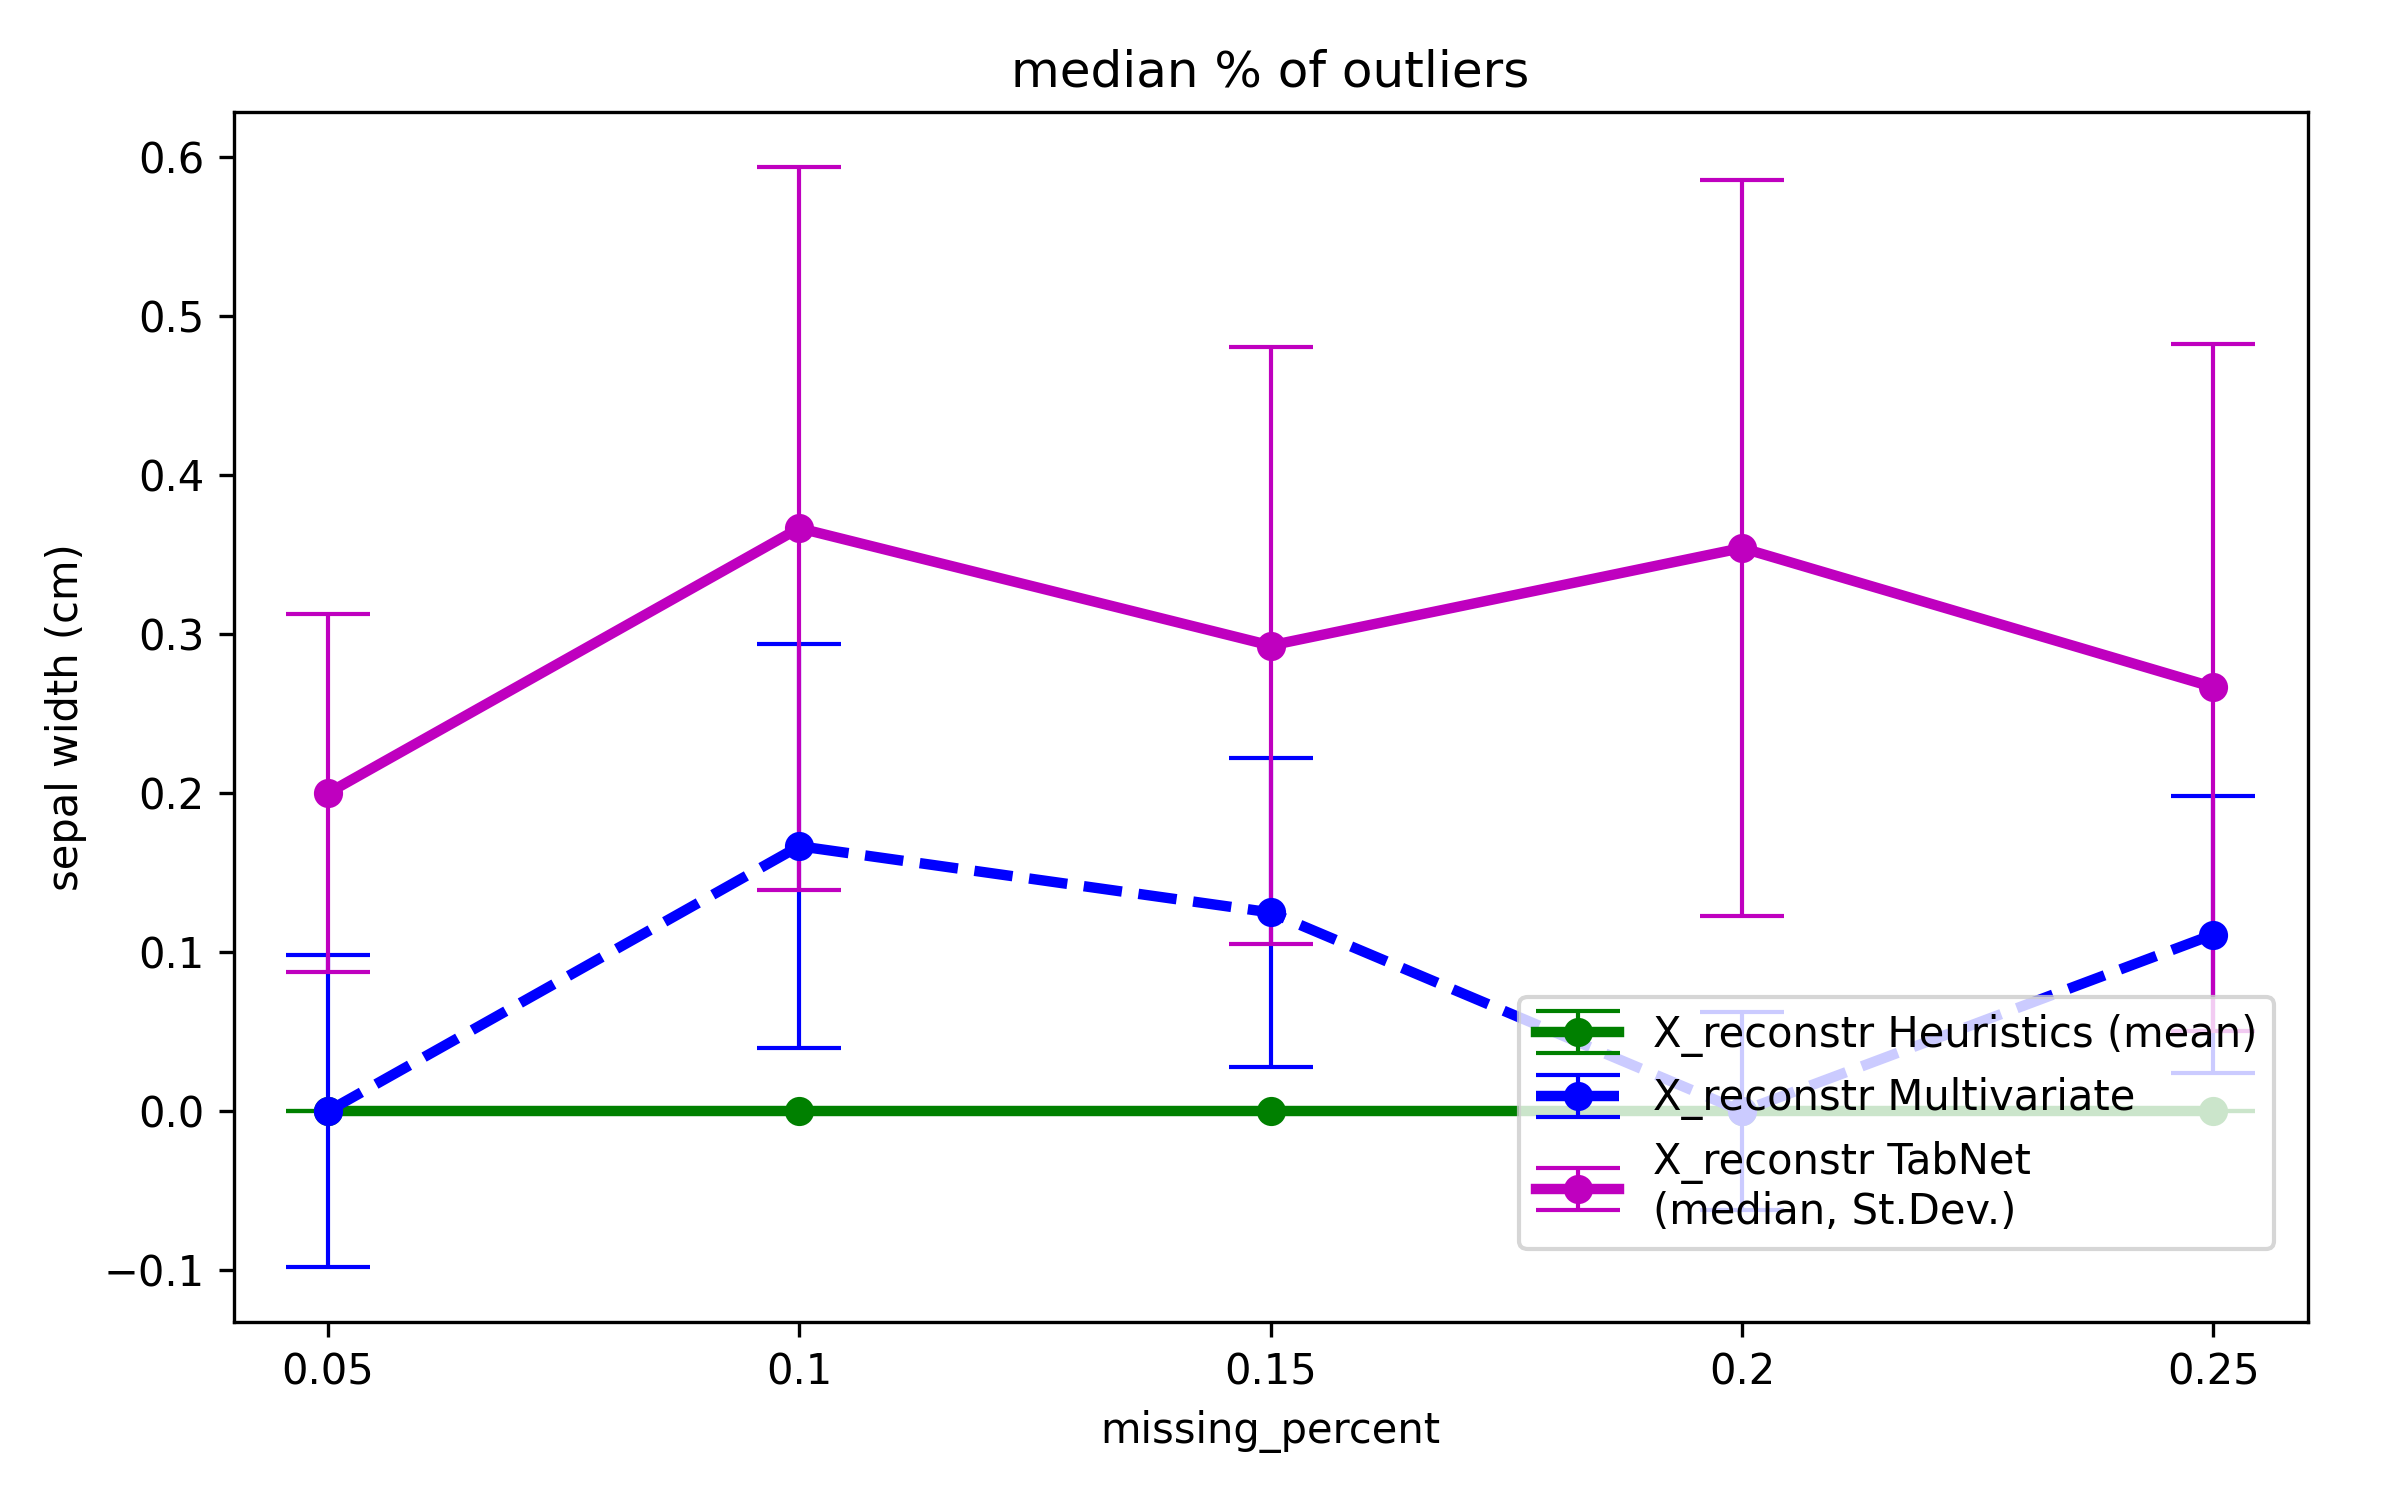 median % of outliers
0.6
0.5
0.4
0.3
0.2
0.1
0.0
−0.1
sepal width (cm)
X_reconstr Heuristics (mean)
X_reconstr Multivariate
X_reconstr TabNet
(median, St.Dev.)
0.05 0.1 0.15 0.2 0.25
missing_percent